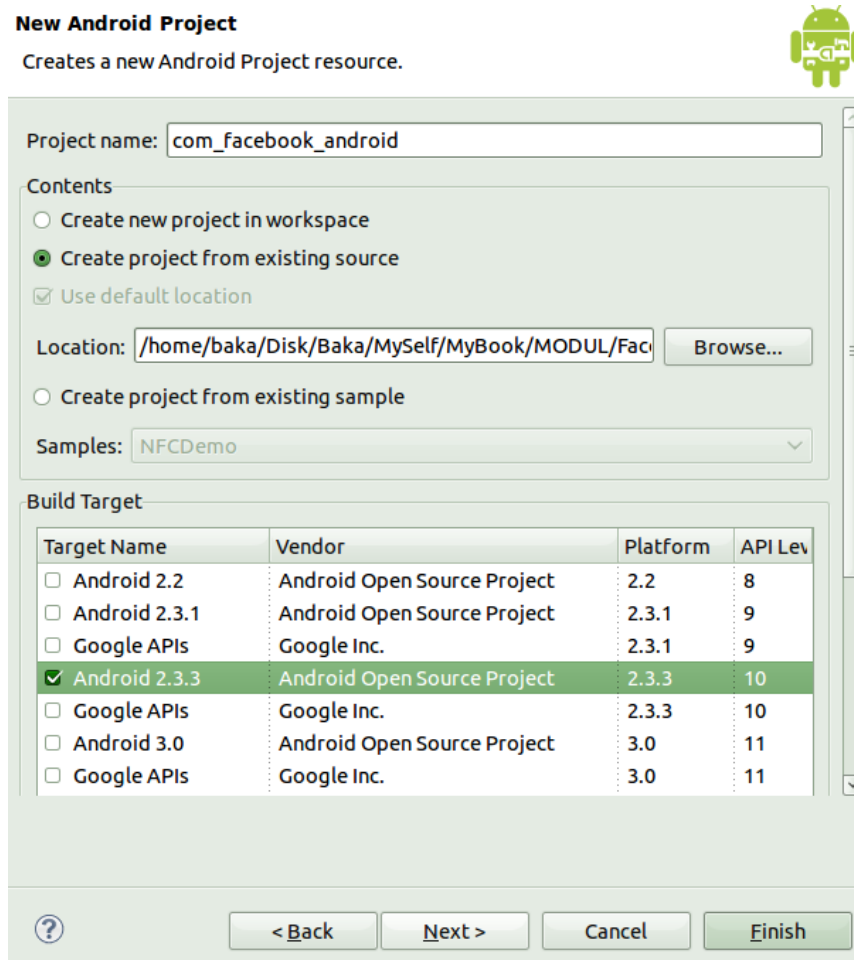 New Android Project
Creates a new Android Project resource.
Project name: com_facebook_android
Contents
Create new project in workspace
Create project from existing source
Use default location
Location: /home/baka/Disk/Baka/MySelf/MyBook/MODUL/Fac Browse...
Create project from existing sample
Samples: NFCDemo
Build Target
Target Name Vendor Platform API Lev
Android 2.2 Android Open Source Project 2.2 8
Android 2.3.1 Android Open Source Project 2.3.1 9
Google APIs Google Inc. 2.3.1 9
Android 2.3.3 Android Open Source Project 2.3.3 10
Google APIs Google Inc. 2.3.3 10
Android 3.0 Android Open Source Project 3.0 11
Google APIs Google Inc. 3.0 11
? < Back Next > Cancel Finish